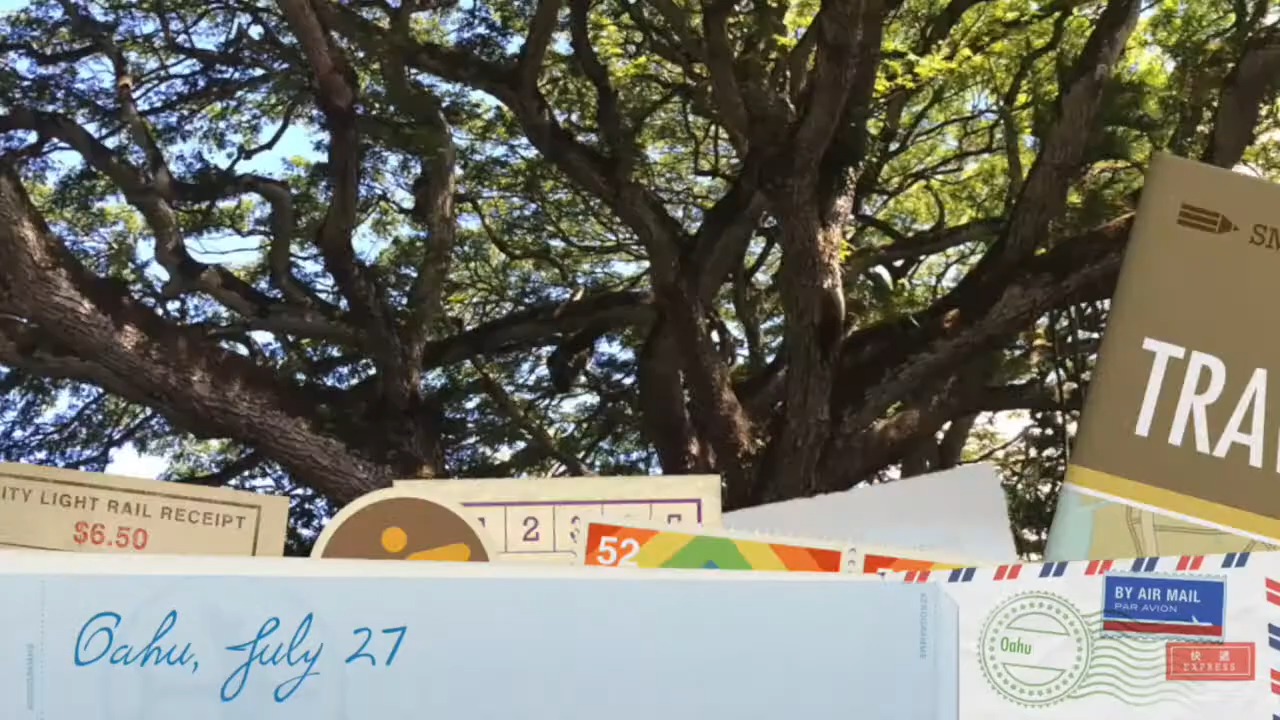 SM
TRA
ITY LIGHT RAIL RECEIPT
$6.50
2
52
BY AIR MAIL
PAR AVION
Oahu, July 27
Oahu
快遞
EXPRESS